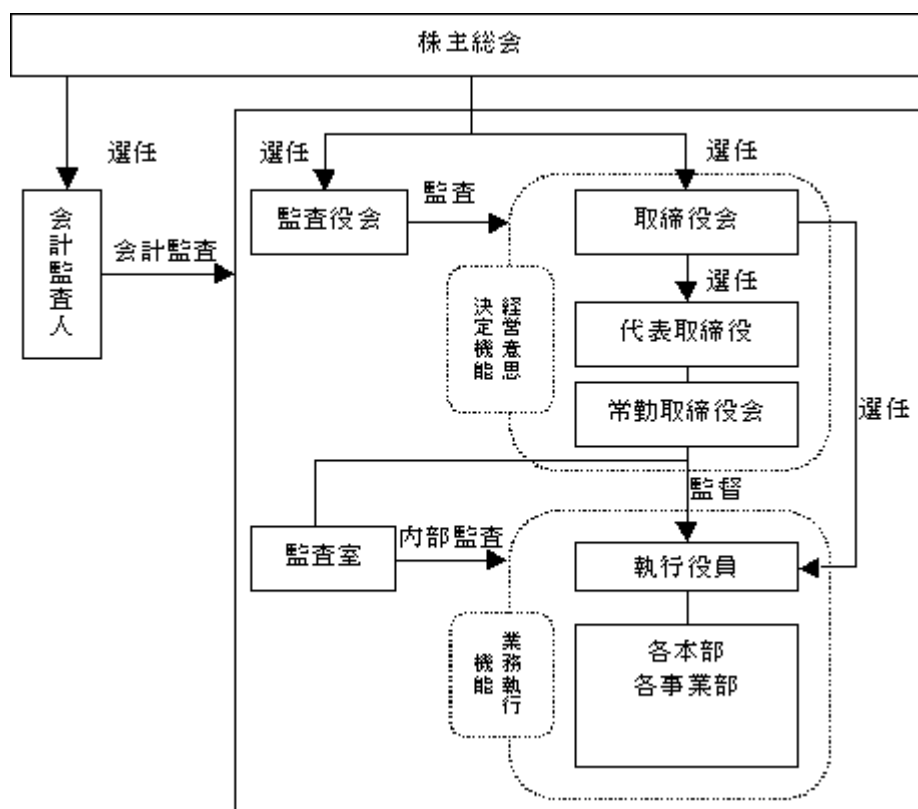 株主総会
選任
選任
選任
会計監査人
監査役会
監査
取締役会
会計監査
選任
経営意思
決定機能
代表取締役
常勤取締役会
選任
監督
監査室
内部監査
執行役員
業務執行
機能
各本部
各事業部